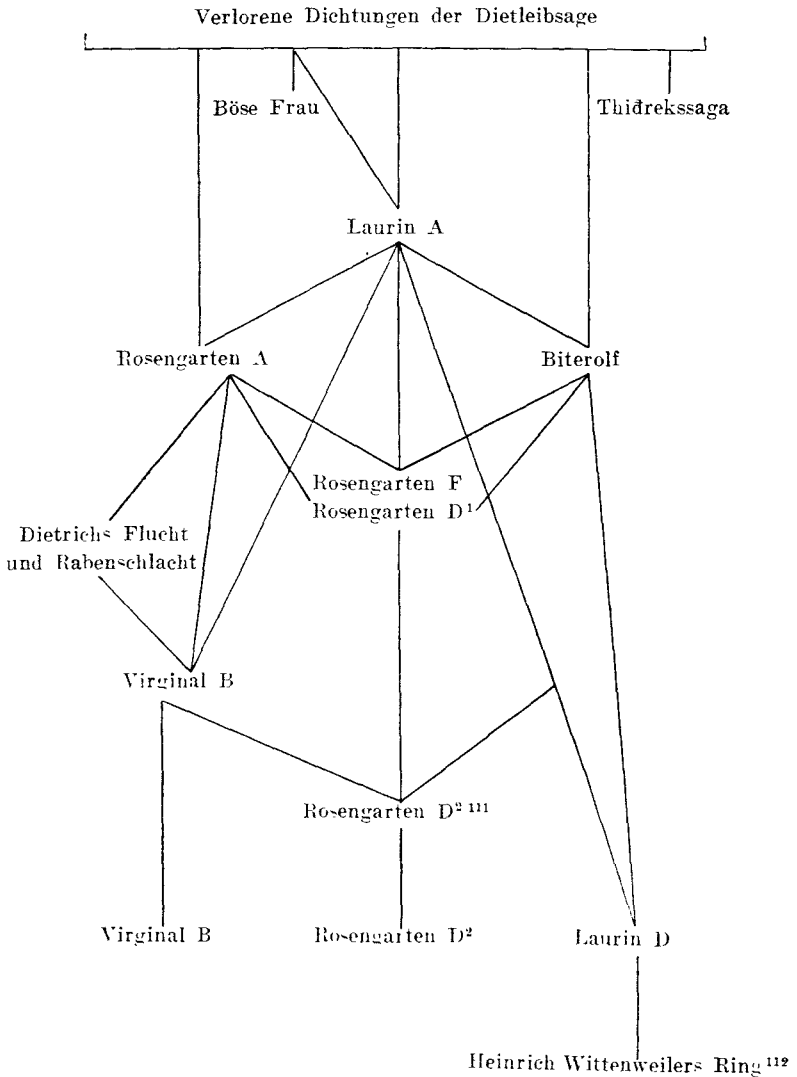 Verlorene Dichtungen der Dietleibsage
Böse Frau
Thiđrekssaga
Laurin A
Rosengarten A
Biterolf
Rosengarten F
Rosengarten D¹
Dietrichs Flucht
und Rabenschlacht
Virginal B
Rosengarten D² ¹¹¹
Virginal B
Rosengarten D²
Laurin D
Heinrich Wittenweilers Ring ¹¹²